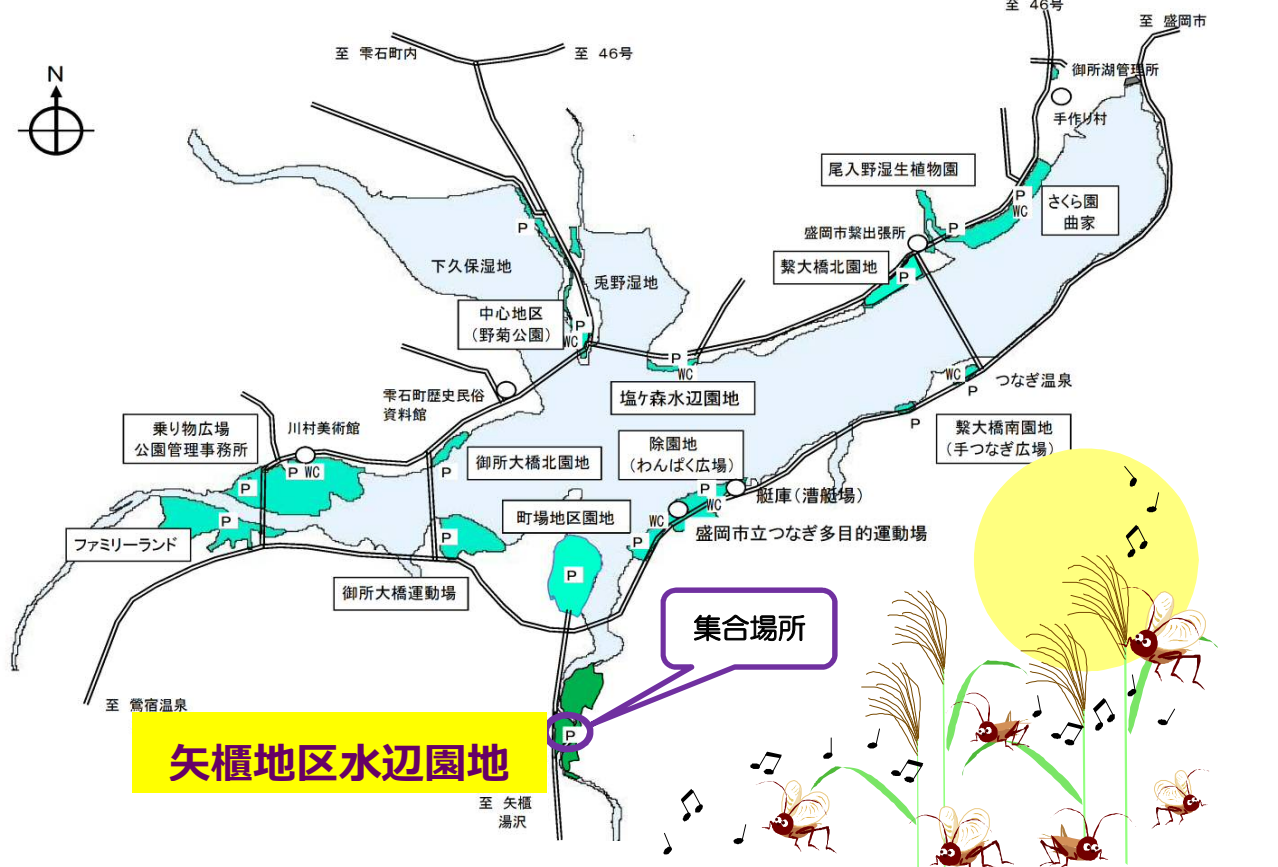 至 46号
至 盛岡市
至 雫石町内
至 46号
N
御所湖管理所
手作り村
尾入野湿生植物園
P
WC
さくら園
曲家
P
盛岡市繋出張所
P
下久保湿地
兎野湿地
繋大橋北園地
P
中心地区
(野菊公園)
P
WC
P
WC
WC
P
つなぎ温泉
雫石町歴史民俗
資料館
塩ケ森水辺園地
P
繋大橋南園地
(手つなぎ広場)
乗り物広場
公園管理事務所
川村美術館
除園地
(わんぱく広場)
御所大橋北園地
P
P WC
P
P
WC
艇庫(漕艇場)
町場地区園地
WC
盛岡市立つなぎ多目的運動場
P
P
P
ファミリーランド
P
御所大橋運動場
集合場所
至 鶯宿温泉
P
矢櫃地区水辺園地
至 矢櫃
湯沢